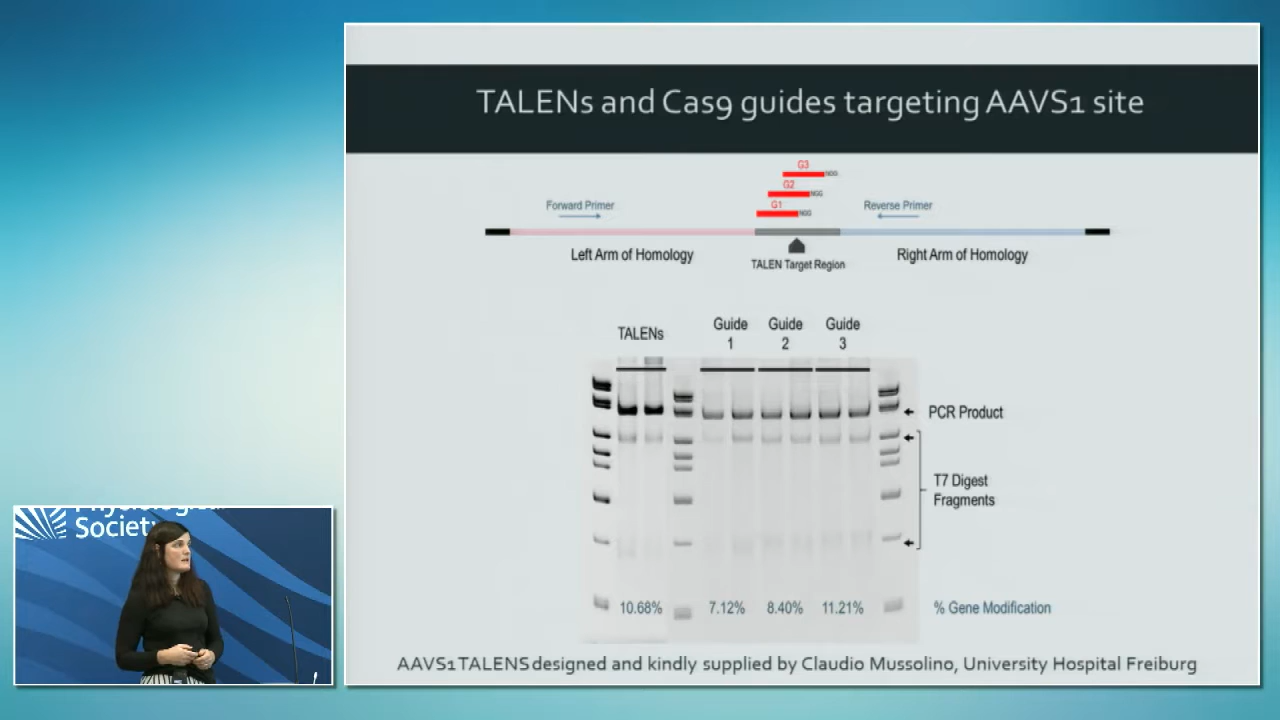 TALENs and Cas9 guides targeting AAVS1 site
G3
NGG
G2
NGG
G1
NGG
Forward Primer
Reverse Primer
Left Arm of Homology
TALEN Target Region
Right Arm of Homology
TALENs
Guide 1
Guide 2
Guide 3
PCR Product
T7 Digest
Fragments
10.68%
7.12%
8.40%
11.21%
% Gene Modification
AAVS1 TALENS designed and kindly supplied by Claudio Mussolino, University Hospital Freiburg
Society